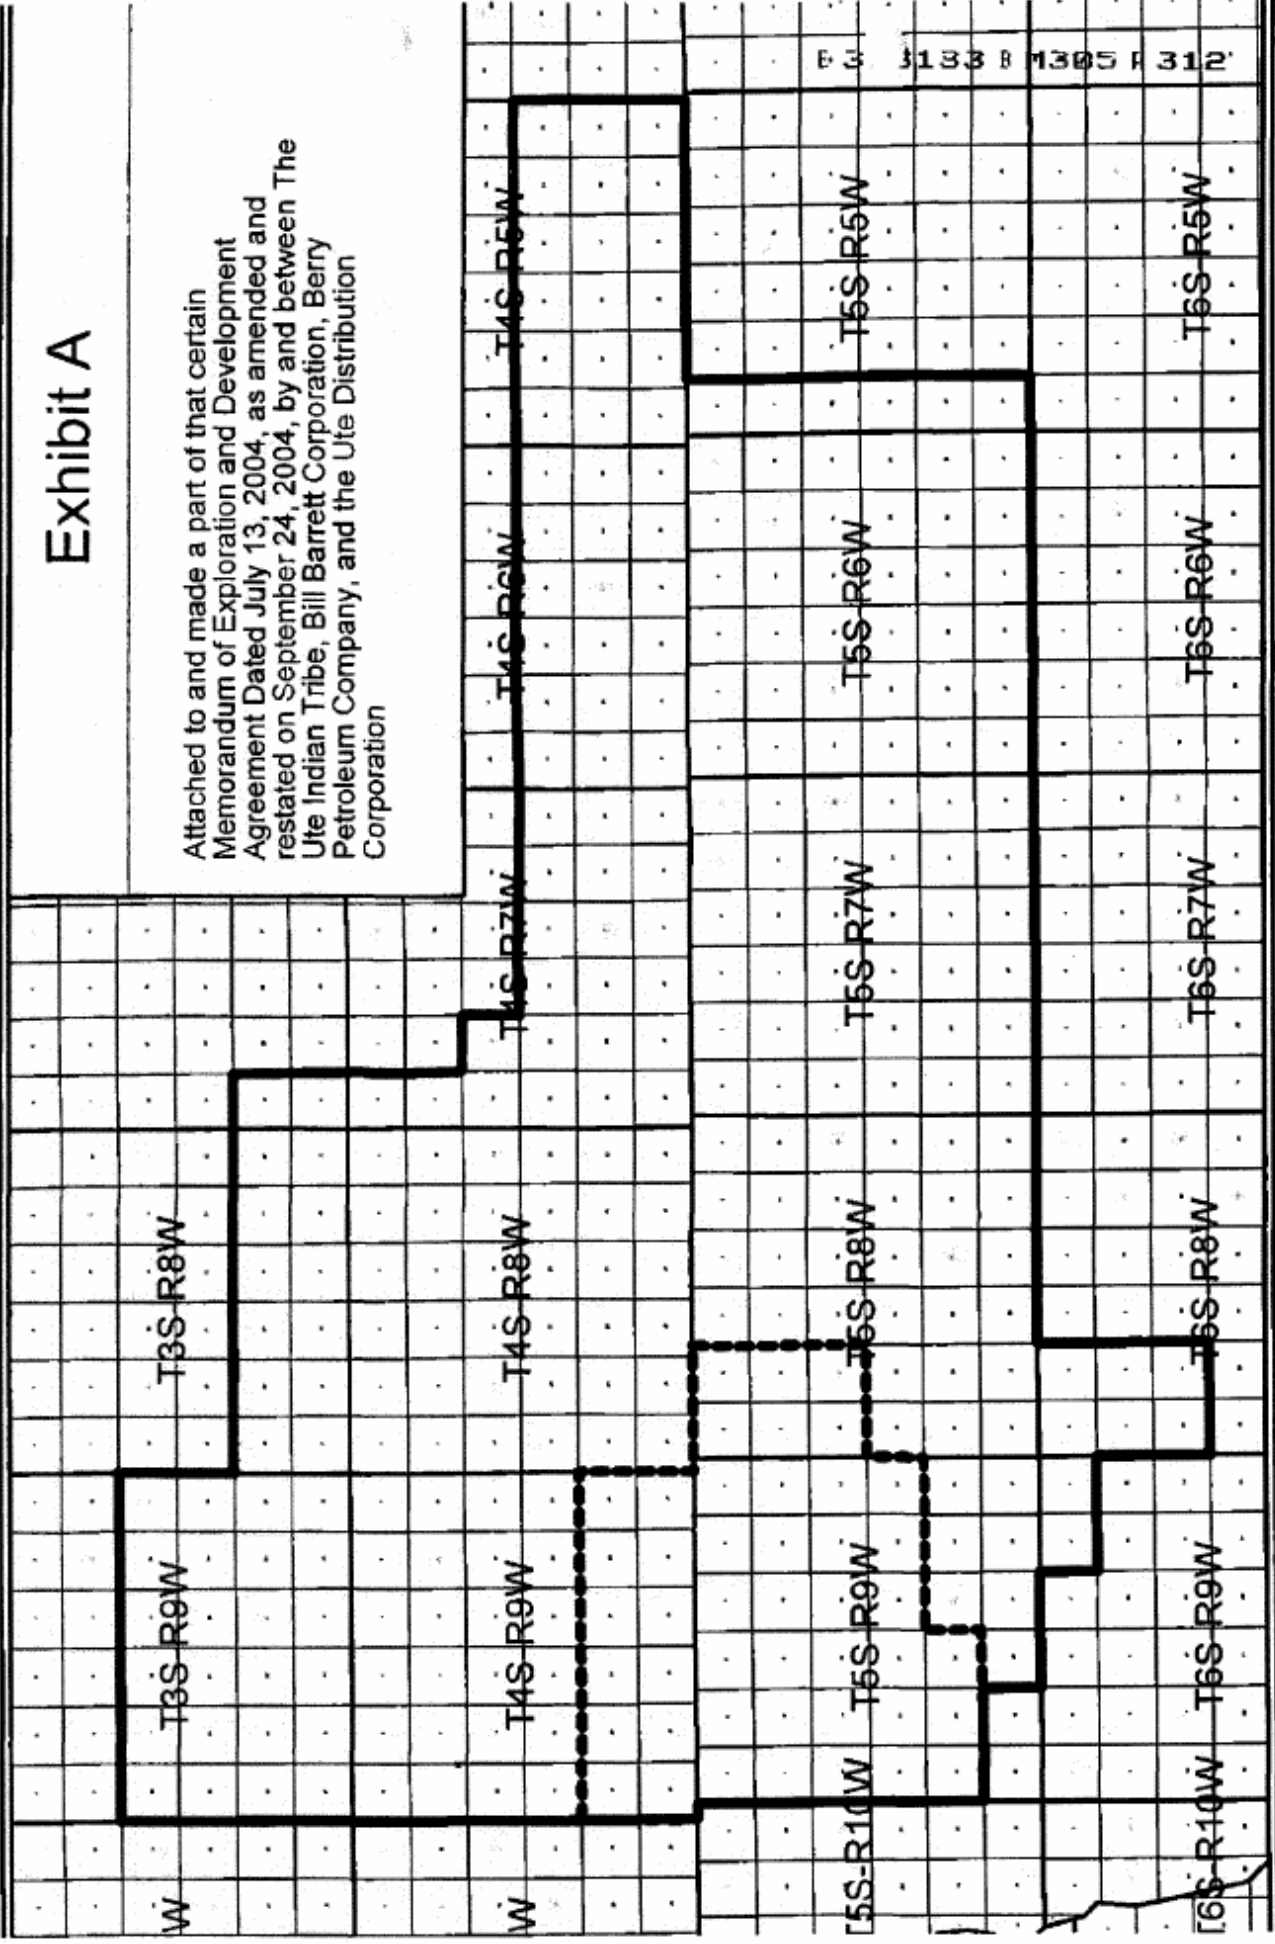 Exhibit A
Attached to and made a part of that certain
Memorandum of Exploration and Development
Agreement Dated July 13, 2004, as amended and
restated on September 24, 2004, by and between The
Ute Indian Tribe, Bill Barrett Corporation, Berry
Petroleum Company, and the Ute Distribution
Corporation
3133 B M305 P 312
W
T3S-R9W
T3S-R8W
W
T4S-R9W
T4S-R8W
T4S-R7W
T4S-R6W
T4S-R5W
T5S-R10W
T5S-R9W
T5S-R8W
T5S-R7W
T5S-R6W
T5S-R5W
T6S-R10W
T6S-R9W
T6S-R8W
T6S-R7W
T6S-R6W
T6S-R5W